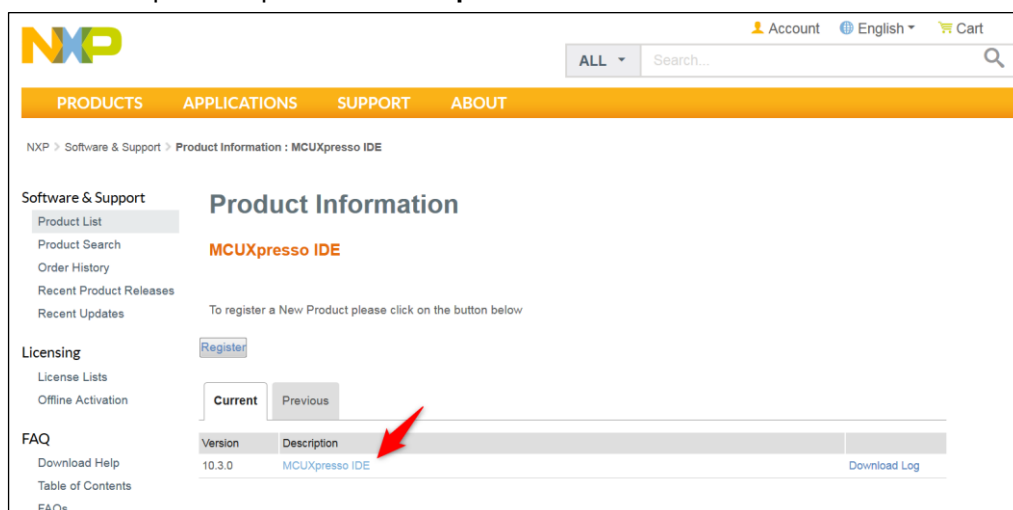 NXP
Account English Cart
ALL Search...
PRODUCTS APPLICATIONS SUPPORT ABOUT
NXP > Software & Support > Product Information : MCUXpresso IDE
Software & Support
Product List
Product Search
Order History
Recent Product Releases
Recent Updates
Licensing
License Lists
Offline Activation
FAQ
Download Help
Table of Contents
FAQs
Product Information
MCUXpresso IDE
To register a New Product please click on the button below
Register
Current Previous
Version Description
10.3.0 MCUXpresso IDE Download Log